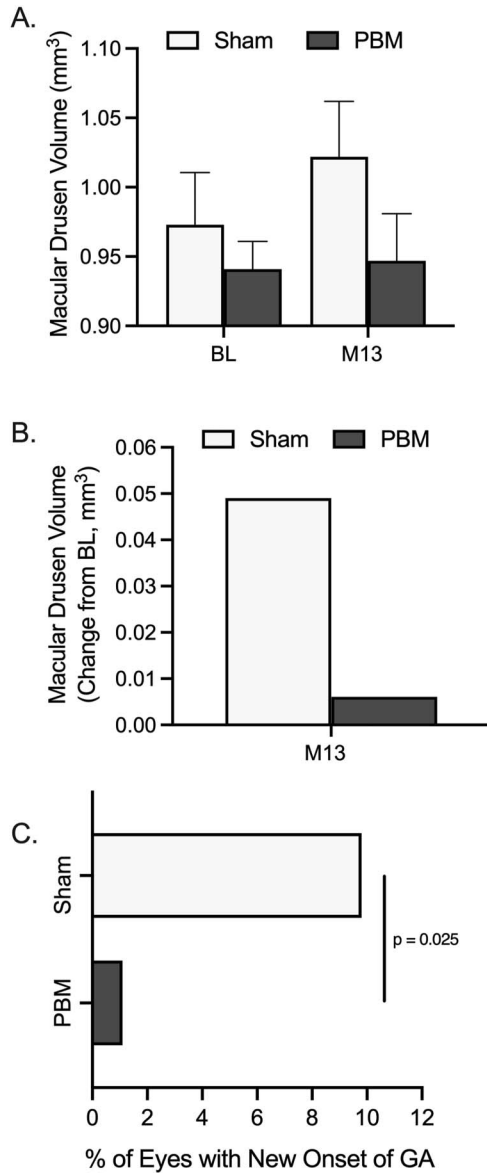 A.
Sham PBM
Macular Drusen Volume (mm³)
1.10
1.05
1.00
0.95
0.90
BL M13
B.
Sham PBM
Macular Drusen Volume
(Change from BL, mm³)
0.06
0.05
0.04
0.03
0.02
0.01
0.00
M13
C.
Sham
PBM
p = 0.025
0 2 4 6 8 10 12
% of Eyes with New Onset of GA